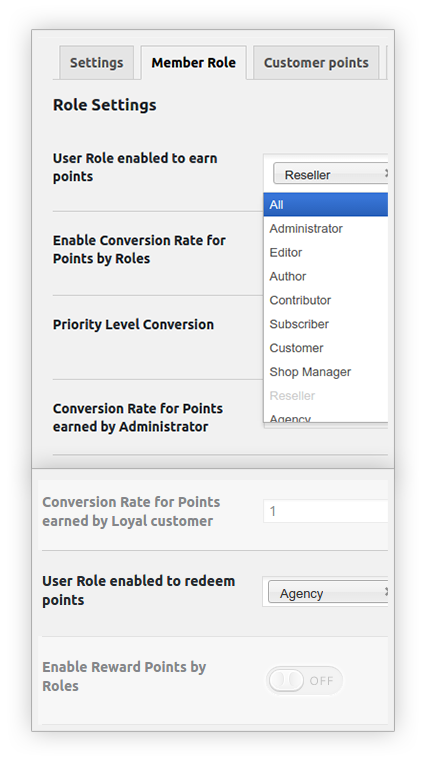 Settings Member Role Customer points
Role Settings
User Role enabled to earn
points
Reseller
All
Administrator
Enable Conversion Rate for
Points by Roles
Editor
Author
Contributor
Priority Level Conversion
Subscriber
Customer
Shop Manager
Reseller
Conversion Rate for Points
earned by Administrator
Agency
Conversion Rate for Points
earned by Loyal customer
1
User Role enabled to redeem
points
Agency
Enable Reward Points by
Roles
OFF